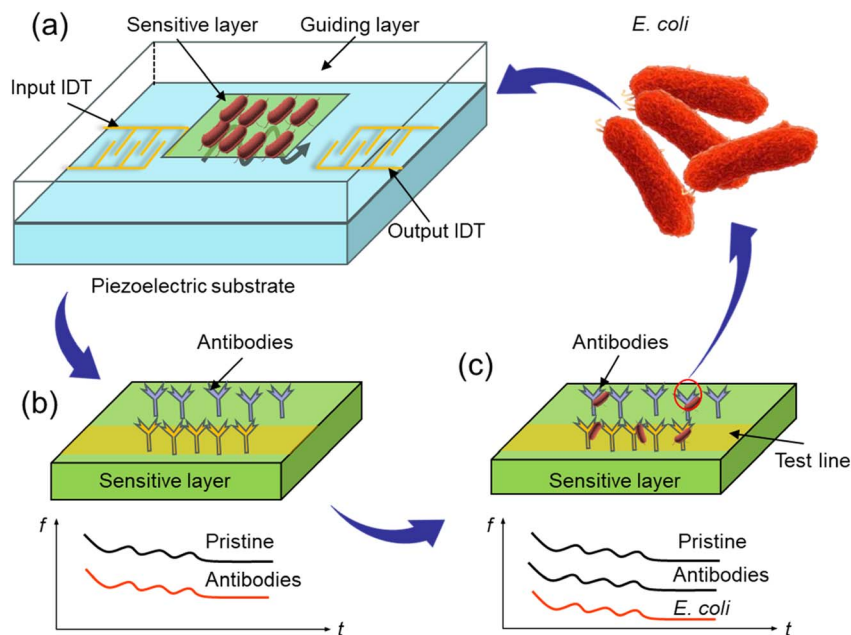 (a)
Sensitive layer
Guiding layer
E. coli
Input IDT
Output IDT
Piezoelectric substrate
(b)
Antibodies
Sensitive layer
f
Pristine
Antibodies
t
(c)
Antibodies
Test line
Sensitive layer
f
Pristine
Antibodies
E. coli
t